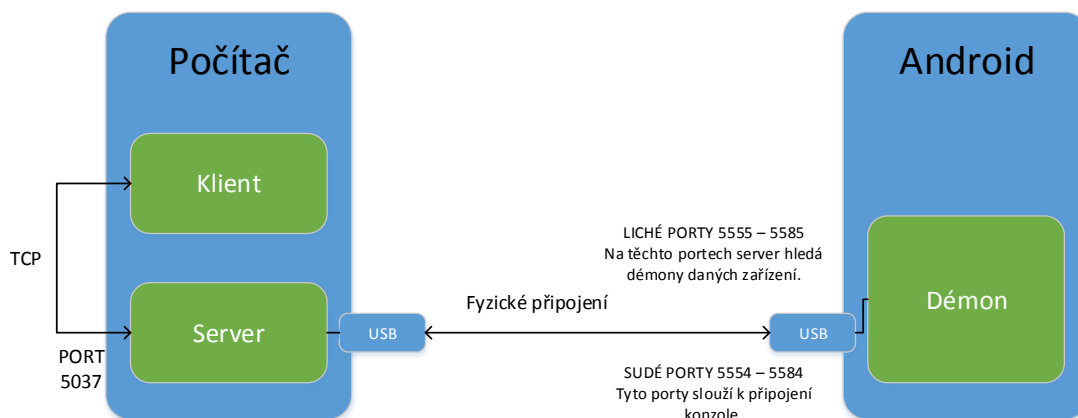 Počítač
Android
Klient
TCP
Server
PORT
5037
USB
Fyzické připojení
LICHÉ PORTY 5555 – 5585
Na těchto portech server hledá
démony daných zařízení.
USB
Démon
SUDÉ PORTY 5554 – 5584
Tyto porty slouží k připojení
konzole